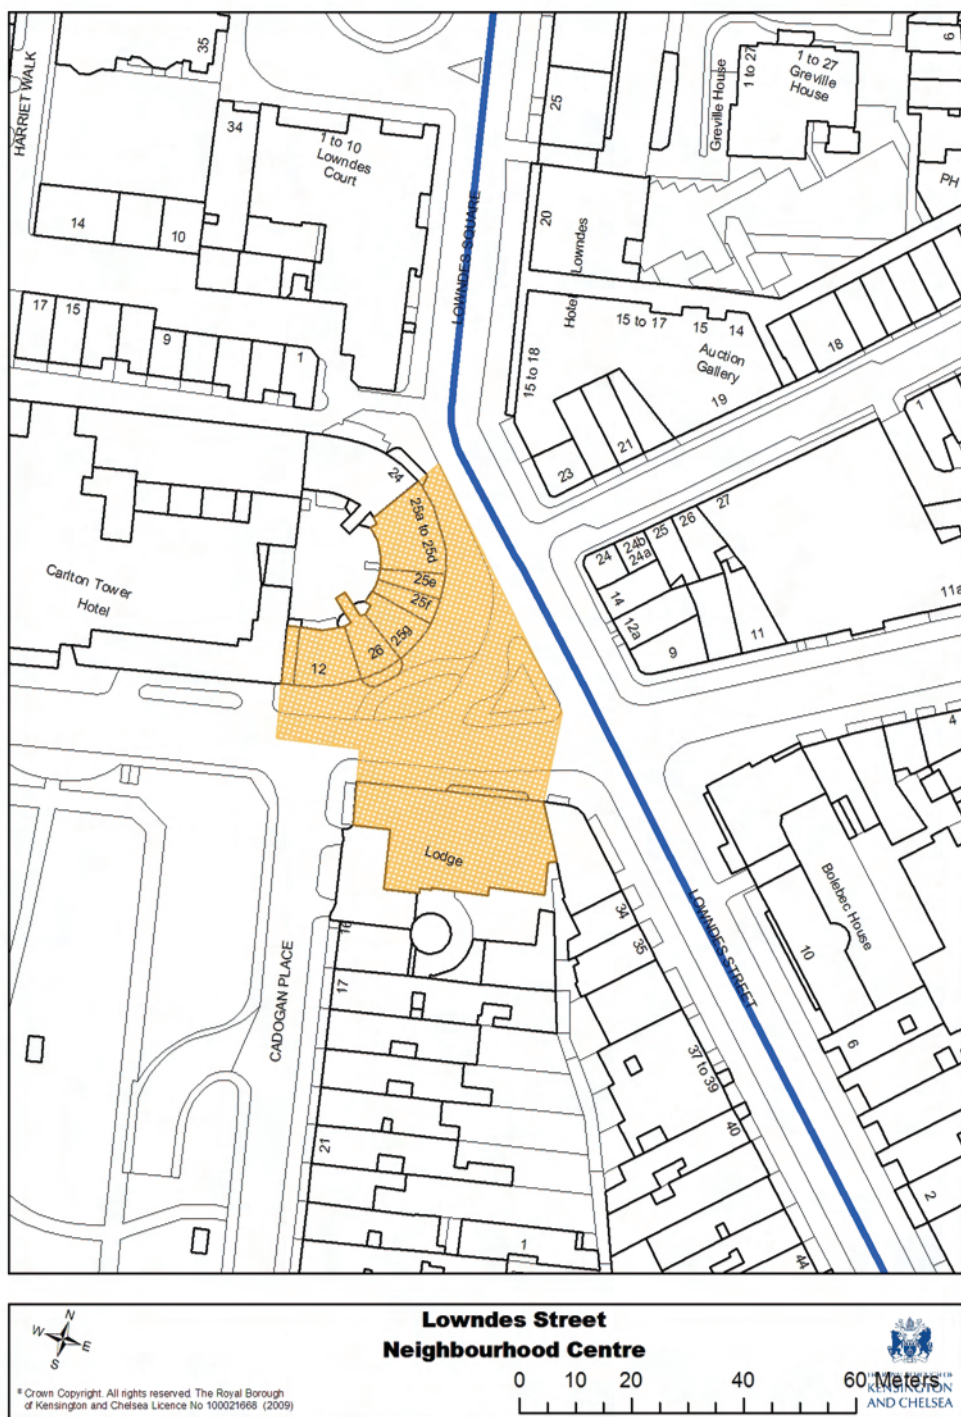 35
HARRIET WALK
34
1 to 10
Lowndes
Court
14
10
LOWNDES SQUARE
25
Greville House
1 to 27
1 to 27
Greville
House
6
PH
20
Lowndes
Hotel
15 to 17
15
14
Auction
Gallery
15 to 18
18
19
21
23
17
15
9
1
1
24
25a to 25d
25e
25f
25g
26
12
Carlton Tower
Hotel
27
26
25
24b
24a
24
14
12a
9
11
11a
4
Lodge
Bolebec House
10
6
2
34
35
LOWNDES STREET
37 to 39
40
44
16
17
CADOGAN PLACE
21
1
N
W
E
S
Lowndes Street
Neighbourhood Centre
© Crown Copyright. All rights reserved. The Royal Borough
of Kensington and Chelsea Licence No 100021668 (2009)
0 10 20 40 60 Meters
THE ROYAL BOROUGH OF
KENSINGTON
AND CHELSEA